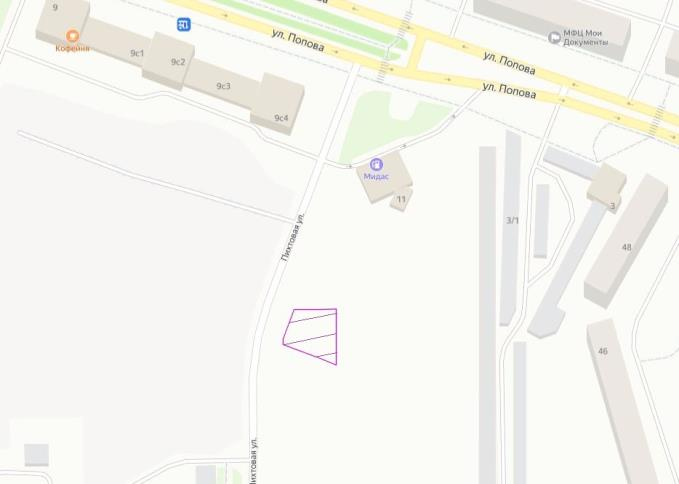 Попова
9
МФЦ Мои
Документы
Кофейня
9с1
ул. Попова
9с2
ул. Попова
9с3
ул. Попова
9с4
Мидас
11
3
3/1
Пихтовая ул.
48
46
Пихтовая ул.